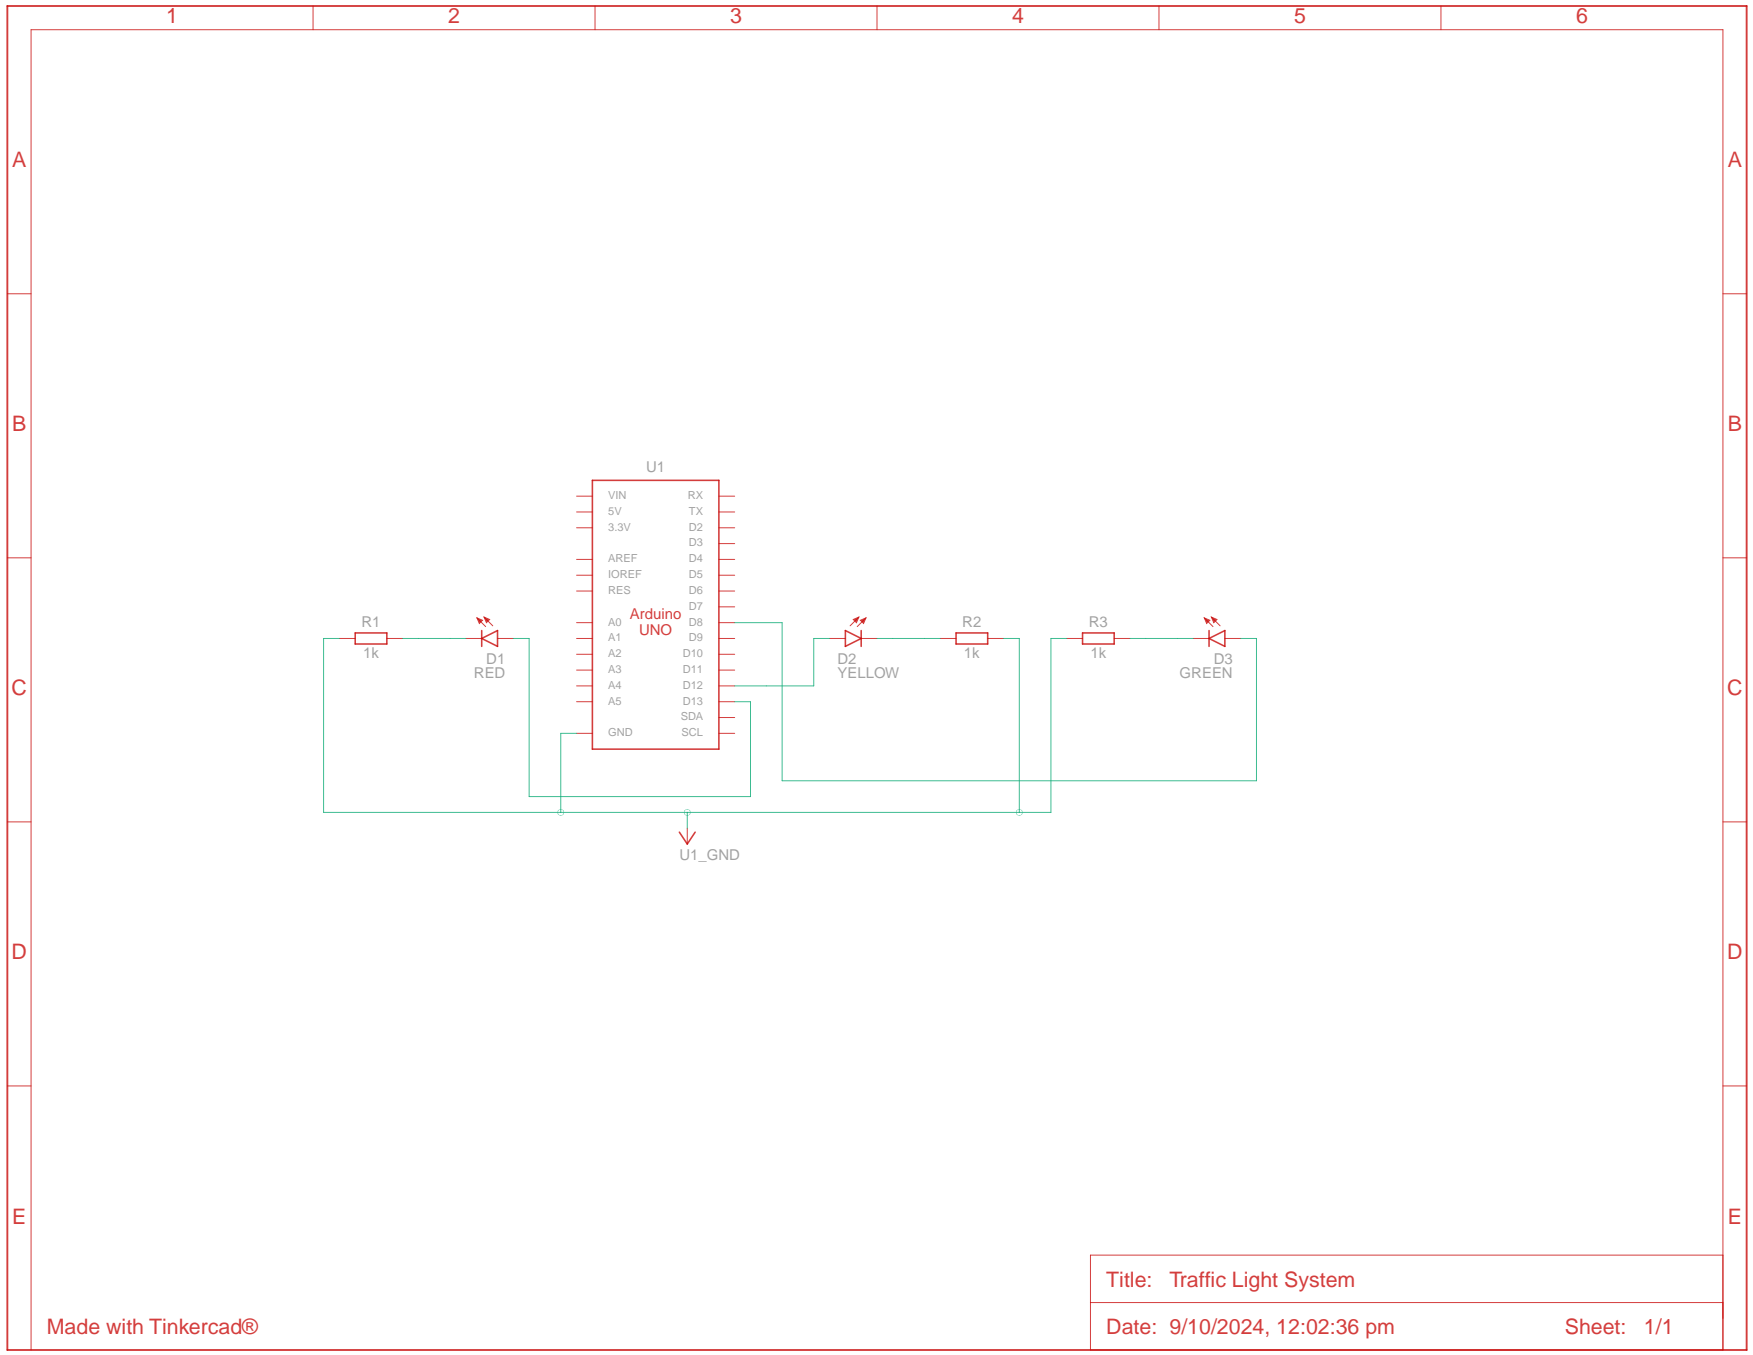 1 2 3 4 5 6
A A
B B
U1
VIN RX
5V TX
3.3V D2
D3
AREF D4
IOREF D5
RES D6
D7
Arduino
UNO
A0 D8
A1 D9
A2 D10
A3 D11
A4 D12
A5 D13
SDA
GND SCL
R1
1k
D1
RED
D2
YELLOW
R2
1k
R3
1k
D3
GREEN
C C
U1_GND
D D
E E
Title: Traffic Light System
Date: 9/10/2024, 12:02:36 pm Sheet: 1/1
Made with Tinkercad®